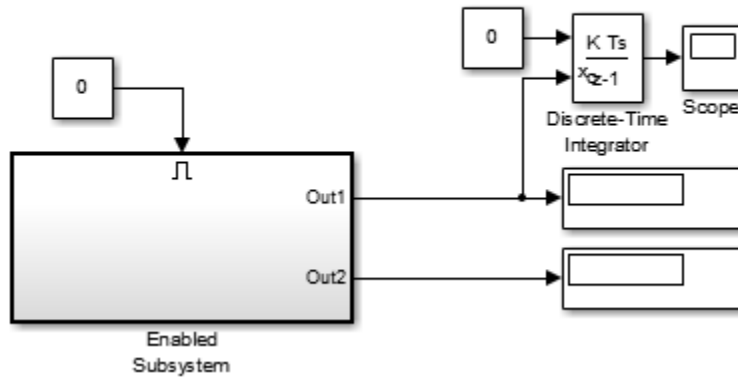 0
K Ts
x₀ z-1
Scope
0
Discrete-Time
Integrator
Out1
Out2
Enabled
Subsystem